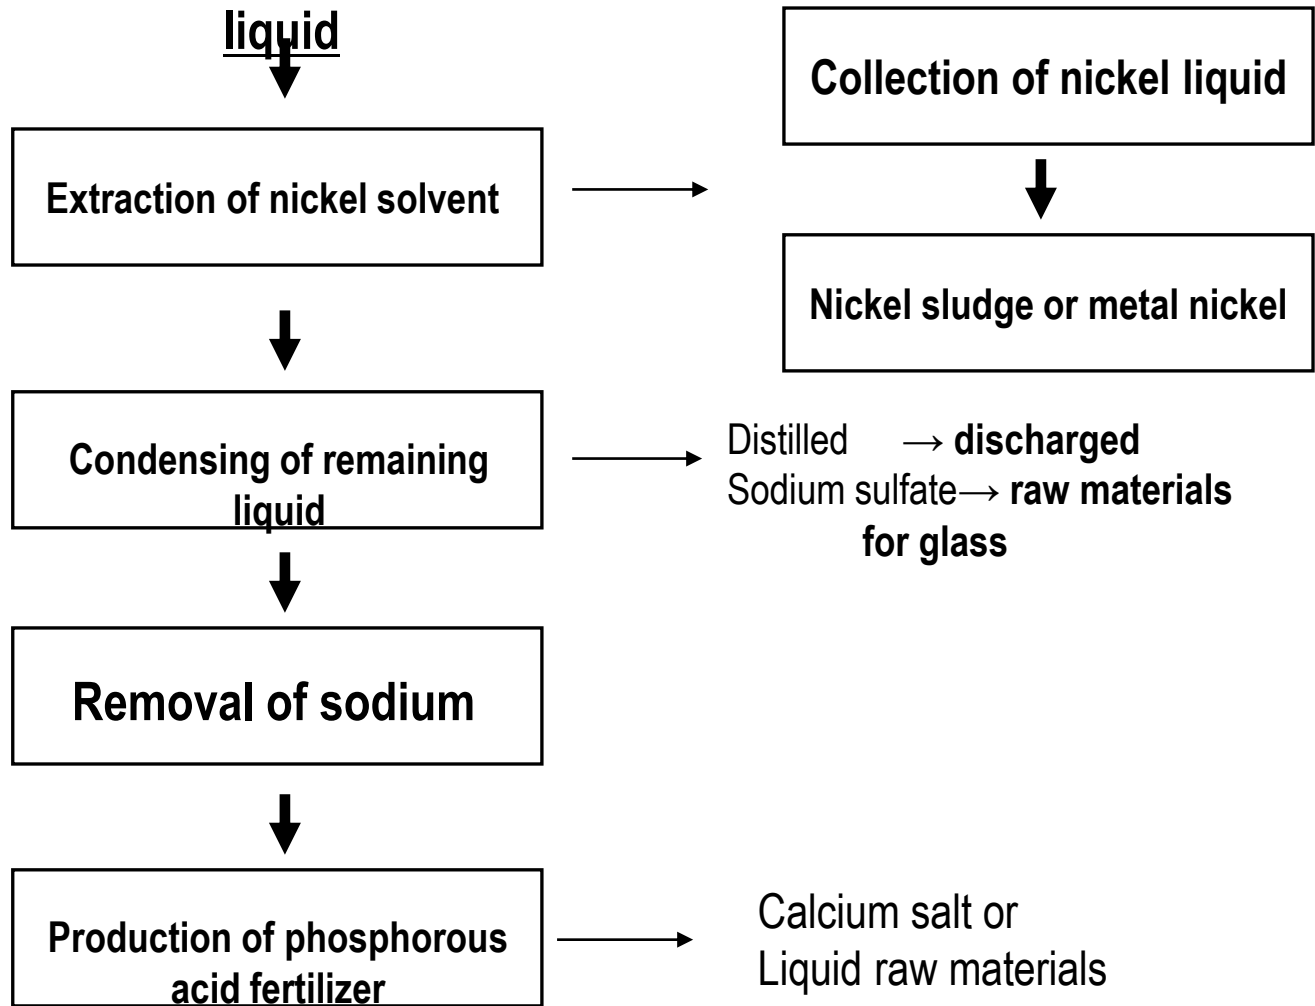 liquid
Collection of nickel liquid
Extraction of nickel solvent
Nickel sludge or metal nickel
Condensing of remaining
liquid
Distilled → discharged
Sodium sulfate→ raw materials
for glass
Removal of sodium
Production of phosphorous
acid fertilizer
Calcium salt or
Liquid raw materials